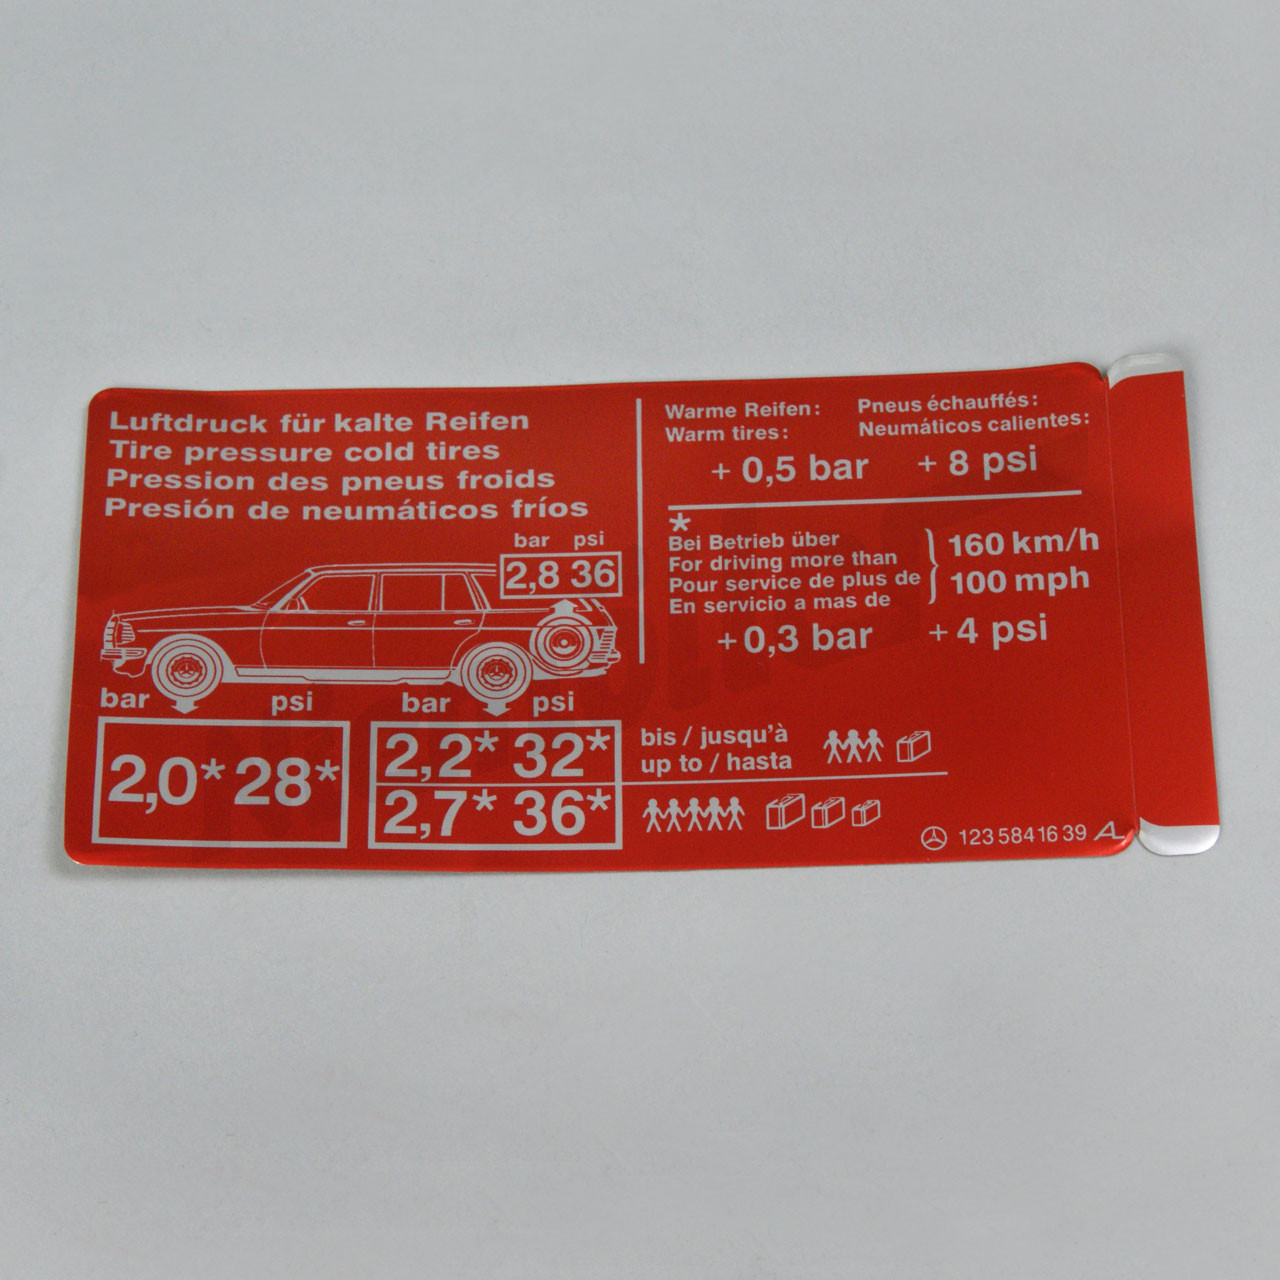 Luftdruck für kalte Reifen
Tire pressure cold tires
Pression des pneus froids
Presión de neumáticos fríos
bar psi
2,8 36
bar psi
2,0* 28*
bar psi
2,2* 32*
2,7* 36*
bis / jusqu'à
up to / hasta
Warme Reifen:
Warm tires:
Pneus échauffés:
Neumáticos calientes:
+ 0,5 bar + 8 psi
*
Bei Betrieb über
For driving more than
Pour service de plus de
En servicio a mas de
160 km/h
100 mph
+ 0,3 bar + 4 psi
123 584 16 39 AL